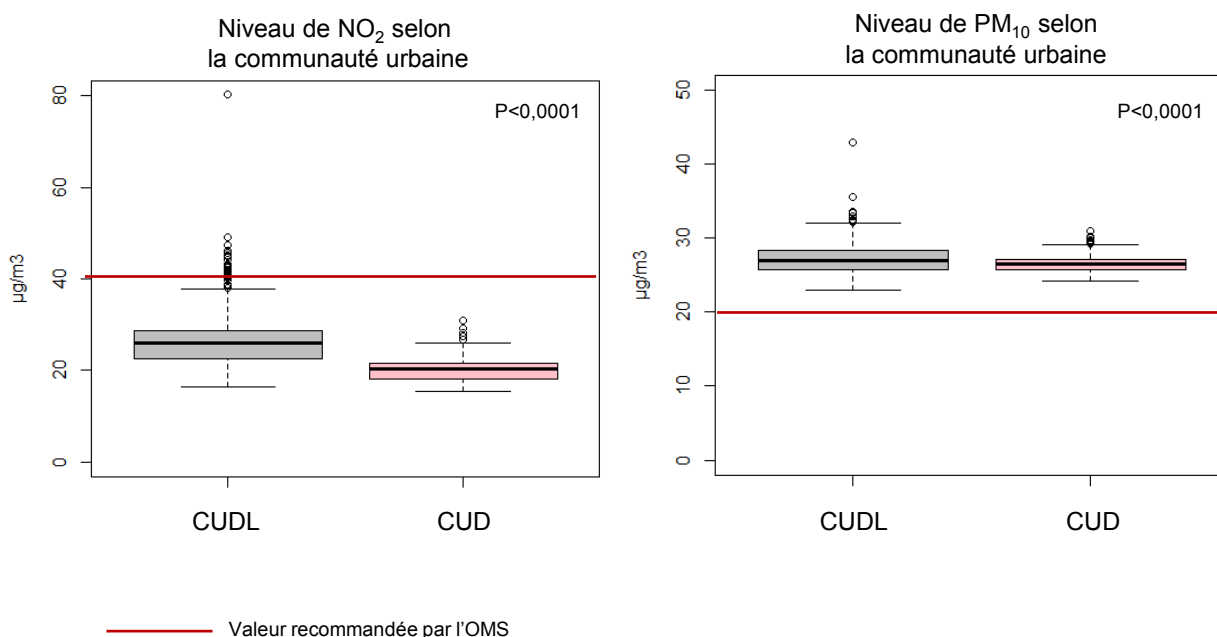 Niveau de NO₂ selon
la communauté urbaine
P<0,0001
µg/m3
80
60
40
20
0
CUDL
CUD
Niveau de PM₁₀ selon
la communauté urbaine
P<0,0001
µg/m3
50
40
30
20
10
0
CUDL
CUD
Valeur recommandée par l'OMS